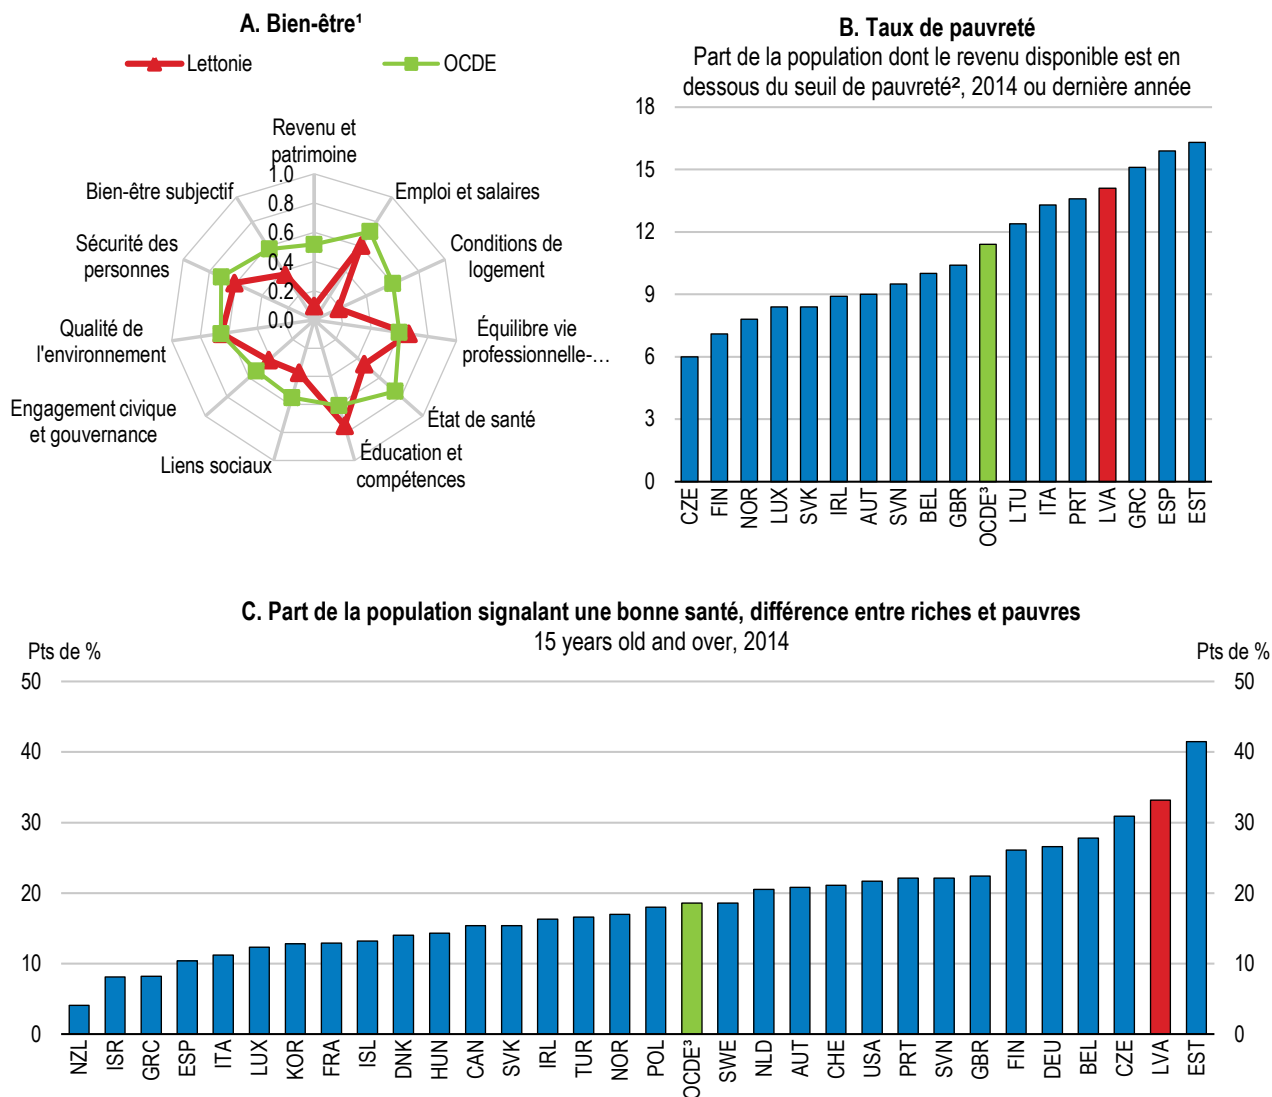 A. Bien-être¹
Lettonie
OCDE
Revenu et
patrimoine
1.0
0.8
0.6
0.4
0.2
0.0
Bien-être subjectif
Emploi et salaires
Sécurité des
personnes
Conditions de
logement
Qualité de
l'environnement
Équilibre vie
professionnelle-...
Engagement civique
et gouvernance
État de santé
Liens sociaux
Éducation et
compétences
B. Taux de pauvreté
Part de la population dont le revenu disponible est en
dessous du seuil de pauvreté², 2014 ou dernière année
18
15
12
9
6
3
0
CZE
FIN
NOR
LUX
SVK
IRL
AUT
SVN
BEL
GBR
OCDE³
LTU
ITA
PRT
LVA
GRC
ESP
EST
C. Part de la population signalant une bonne santé, différence entre riches et pauvres
15 years old and over, 2014
Pts de %
Pts de %
50
50
40
40
30
30
20
20
10
10
0
0
NZL
ISR
GRC
ESP
ITA
LUX
KOR
FRA
ISL
DNK
HUN
CAN
SVK
IRL
TUR
NOR
POL
OCDE³
SWE
NLD
AUT
CHE
USA
PRT
SVN
GBR
FIN
DEU
BEL
CZE
LVA
EST